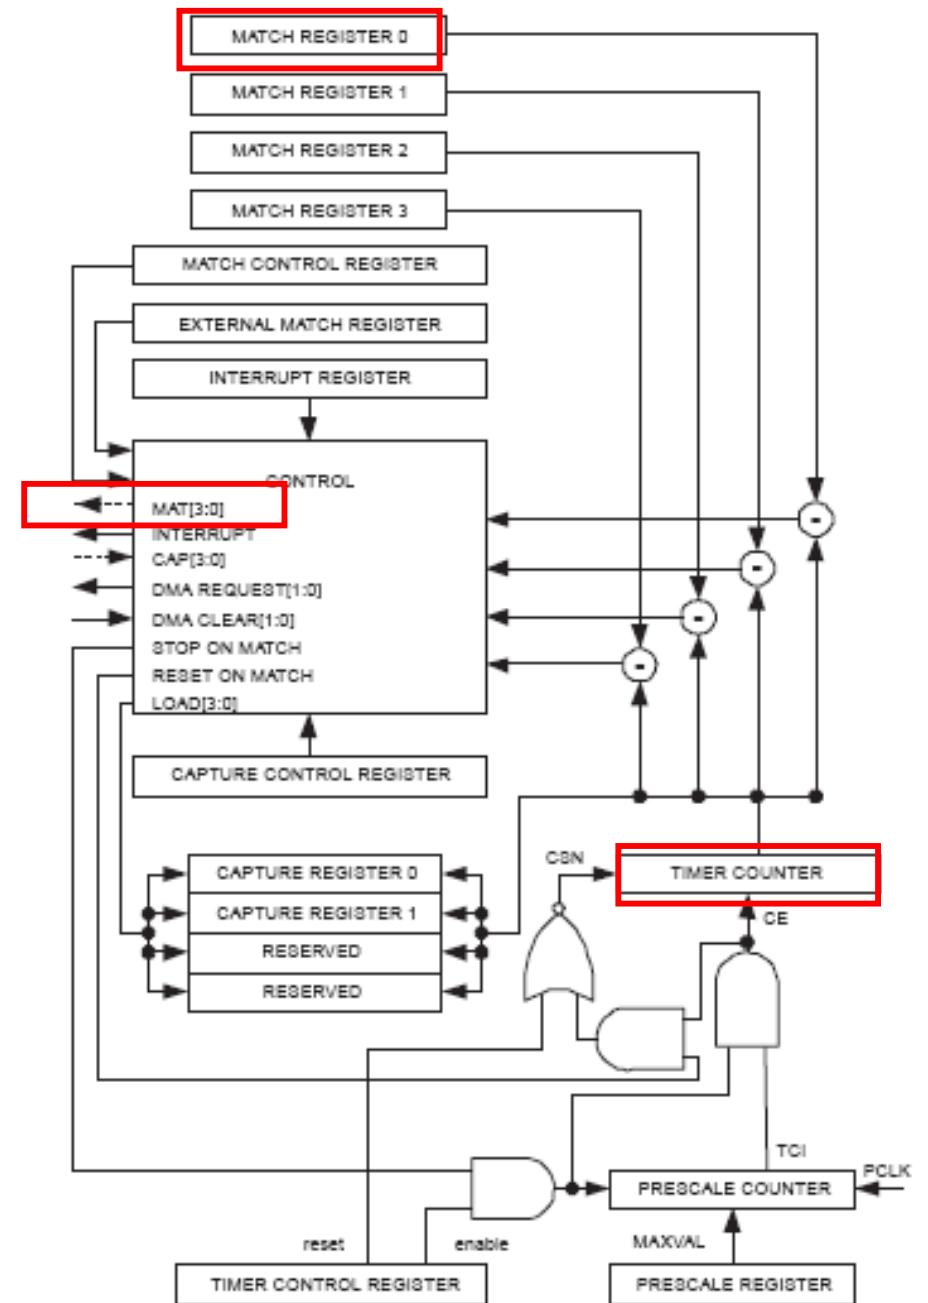 MATCH REGISTER 0
MATCH REGISTER 1
MATCH REGISTER 2
MATCH REGISTER 3
MATCH CONTROL REGISTER
EXTERNAL MATCH REGISTER
INTERRUPT REGISTER
CONTROL
MAT[3:0]
INTERRUPT
CAP[3:0]
DMA REQUEST[1:0]
DMA CLEAR[1:0]
STOP ON MATCH
RESET ON MATCH
LOAD[3:0]
-
-
-
-
CAPTURE CONTROL REGISTER
CAPTURE REGISTER 0
CAPTURE REGISTER 1
RESERVED
RESERVED
CSN
TIMER COUNTER
CE
TCI
PCLK
PRESCALE COUNTER
reset
enable
MAXVAL
TIMER CONTROL REGISTER
PRESCALE REGISTER